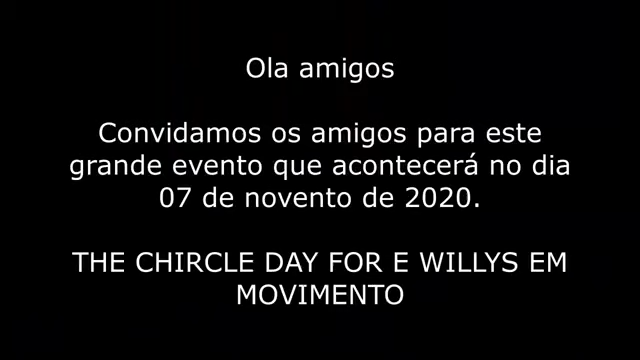 Ola amigos
Convidamos os amigos para este
grande evento que acontecerá no dia
07 de novento de 2020.
THE CHIRCLE DAY FOR E WILLYS EM
MOVIMENTO